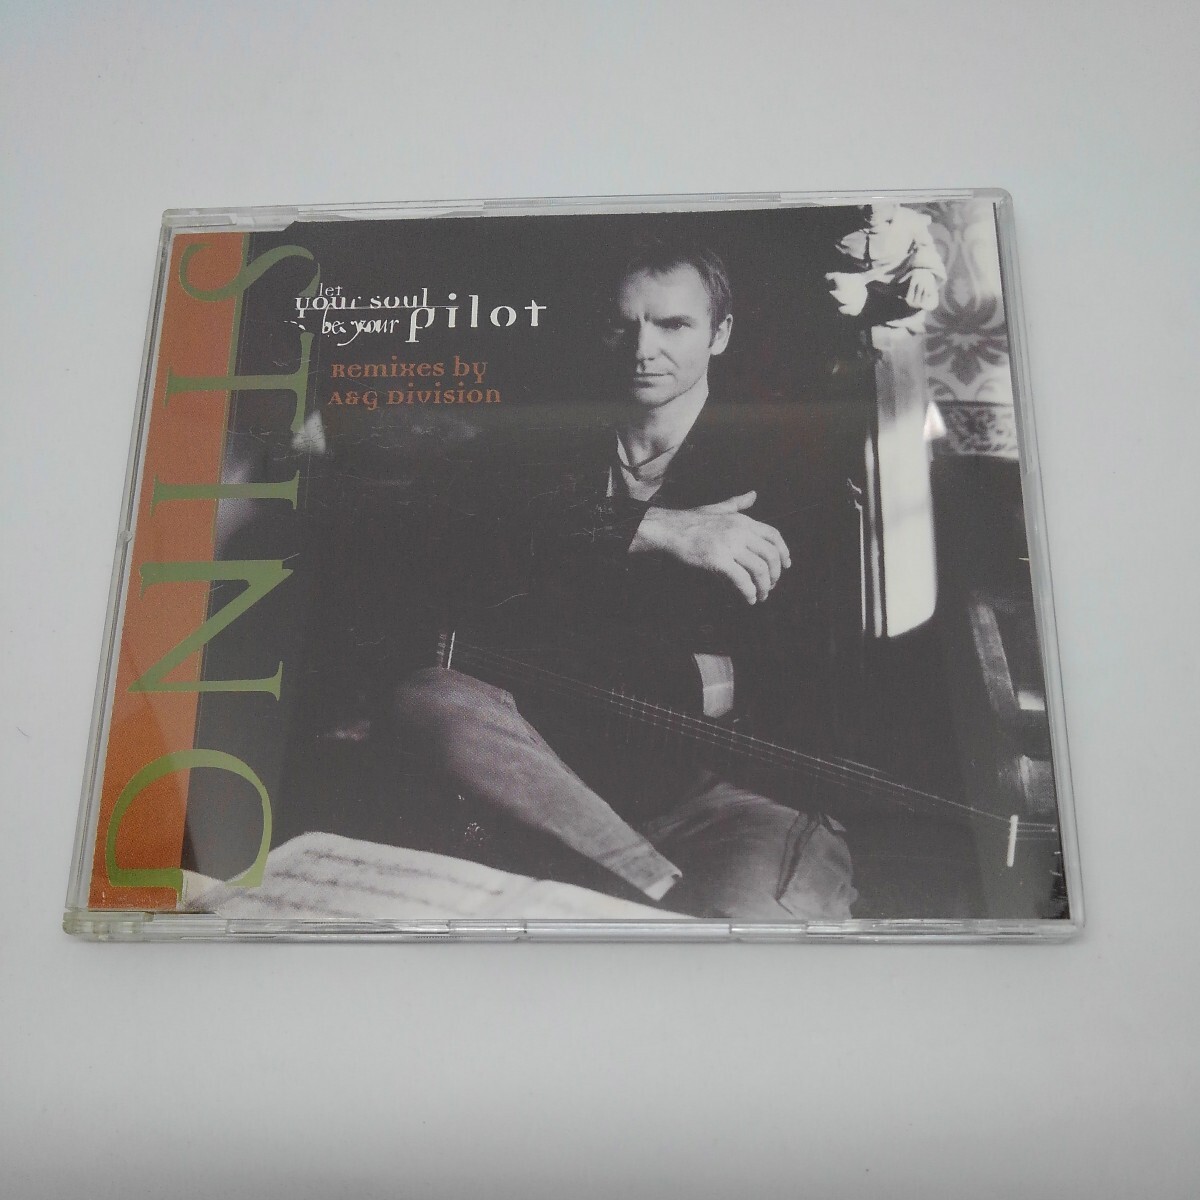 STING
let
your soul
be your pilot
Remixes by
A&G Division